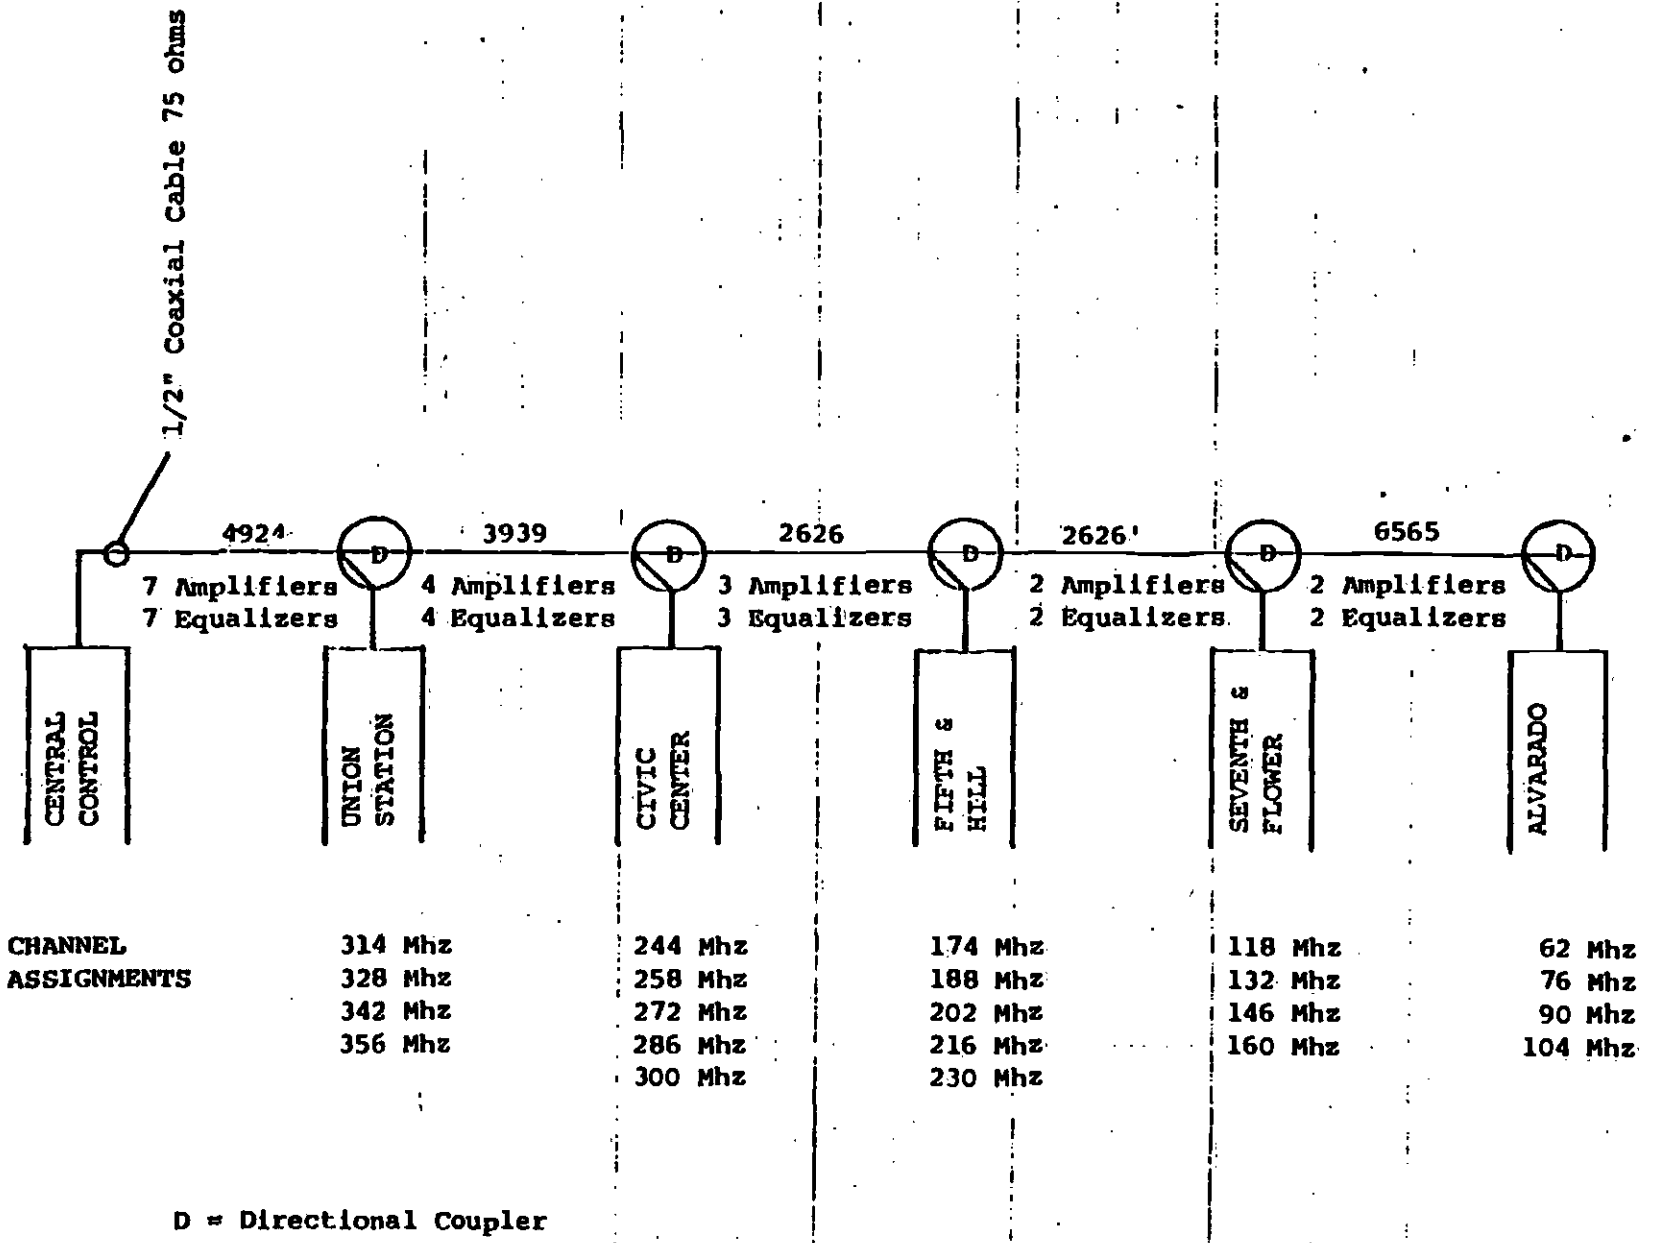 1/2" Coaxial Cable 75 ohms
4924 3939 2626 2626' 6565
D D D D D
7 Amplifiers 4 Amplifiers 3 Amplifiers 2 Amplifiers 2 Amplifiers
7 Equalizers 4 Equalizers 3 Equalizers 2 Equalizers 2 Equalizers
CENTRAL
CONTROL
UNION
STATION
CIVIC
CENTER
FIFTH &
HILL
SEVENTH &
FLOWER
ALVARADO
CHANNEL 314 Mhz 244 Mhz 174 Mhz 118 Mhz 62 Mhz
ASSIGNMENTS 328 Mhz 258 Mhz 188 Mhz 132 Mhz 76 Mhz
342 Mhz 272 Mhz 202 Mhz 146 Mhz 90 Mhz
356 Mhz 286 Mhz 216 Mhz 160 Mhz 104 Mhz
300 Mhz 230 Mhz
D = Directional Coupler